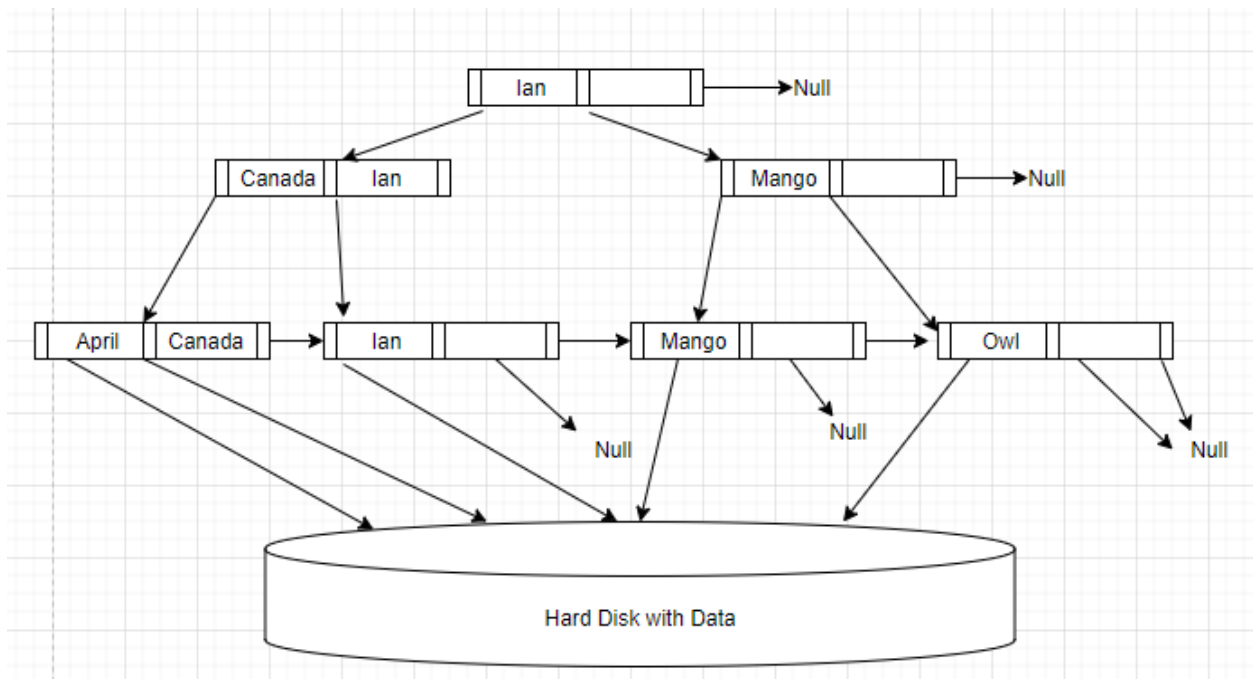 Ian
Null
Canada Ian
Mango
Null
April Canada
Ian
Mango
Owl
Null
Null
Null
Hard Disk with Data